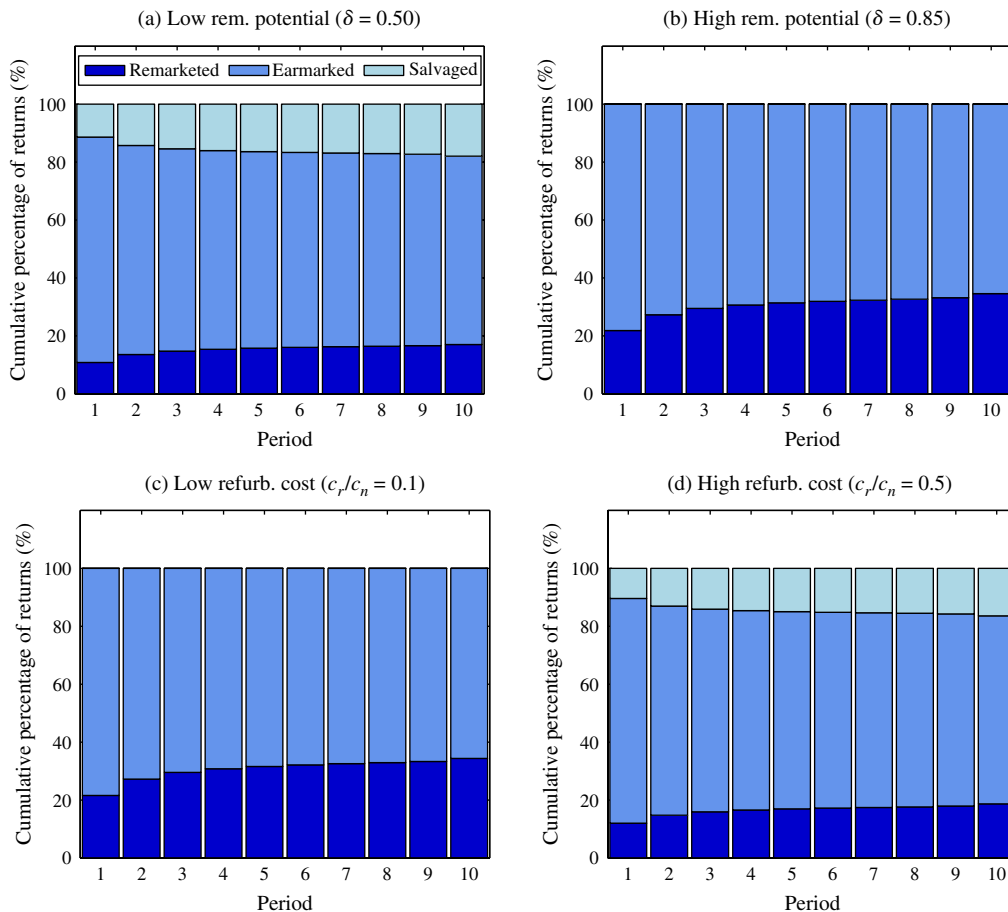 (a) Low rem. potential (δ = 0.50)
Remarketed Earmarked Salvaged
Cumulative percentage of returns (%)
100
80
60
40
20
0
1 2 3 4 5 6 7 8 9 10
Period
(b) High rem. potential (δ = 0.85)
Cumulative percentage of returns (%)
100
80
60
40
20
0
1 2 3 4 5 6 7 8 9 10
Period
(c) Low refurb. cost (c_r/c_n = 0.1)
Cumulative percentage of returns (%)
100
80
60
40
20
0
1 2 3 4 5 6 7 8 9 10
Period
(d) High refurb. cost (c_r/c_n = 0.5)
Cumulative percentage of returns (%)
100
80
60
40
20
0
1 2 3 4 5 6 7 8 9 10
Period